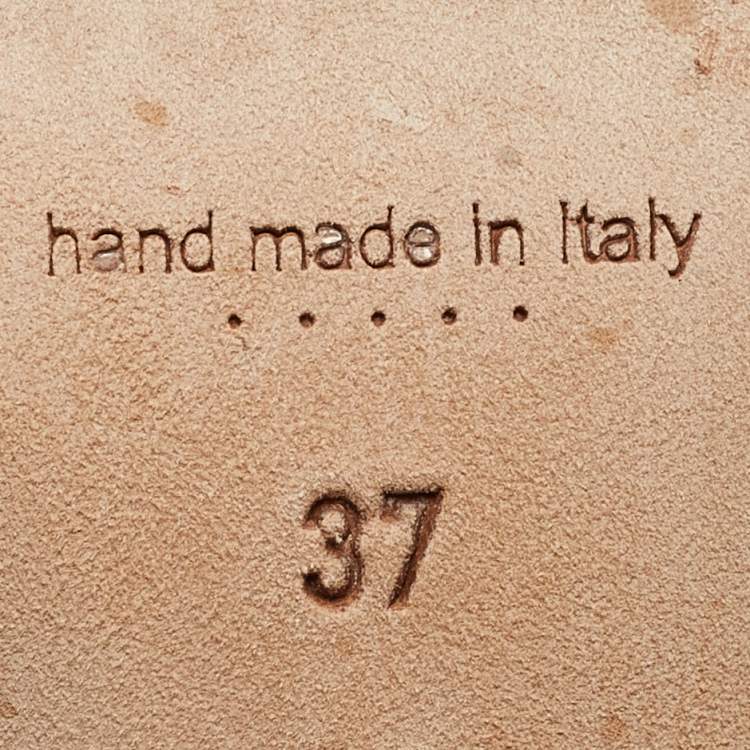 hand made in Italy
• • • • •
37